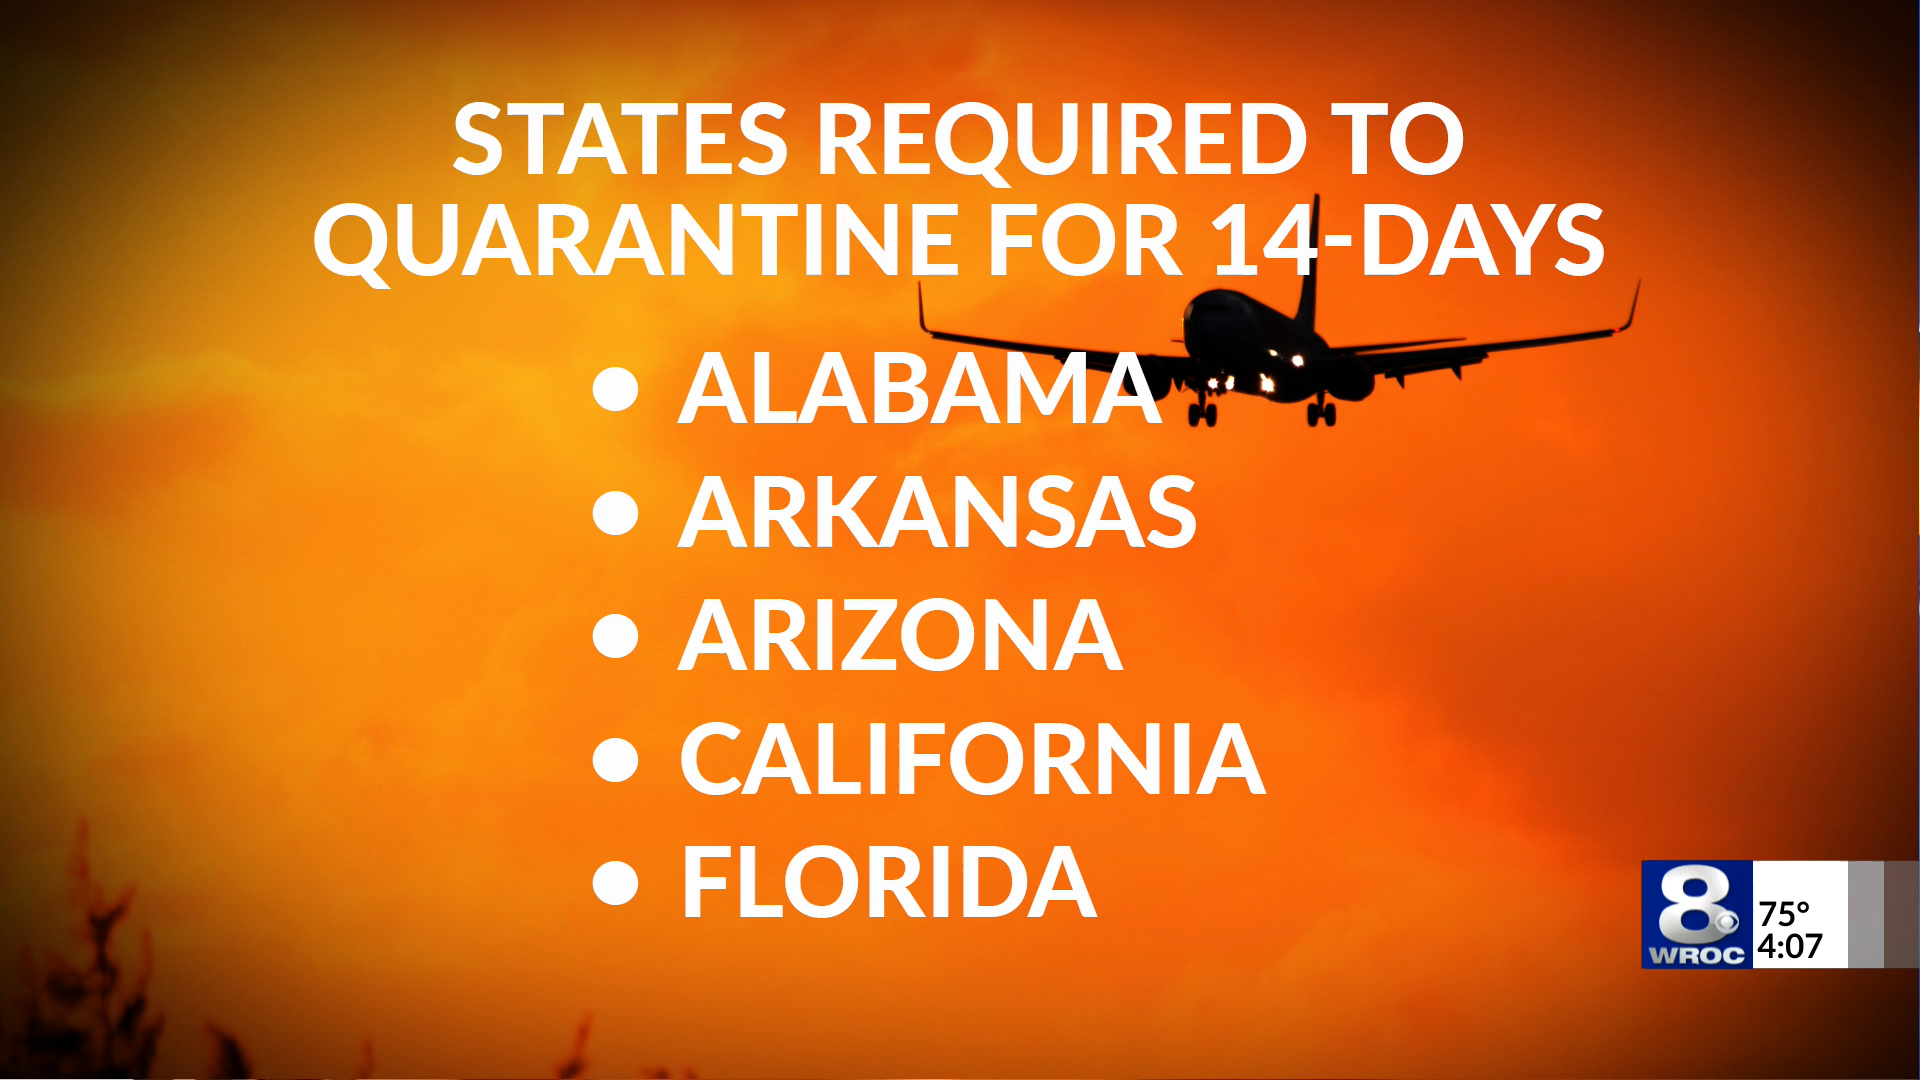 STATES REQUIRED TO
QUARANTINE FOR 14-DAYS
• ALABAMA
• ARKANSAS
• ARIZONA
• CALIFORNIA
• FLORIDA
8
WROC
75°
4:07